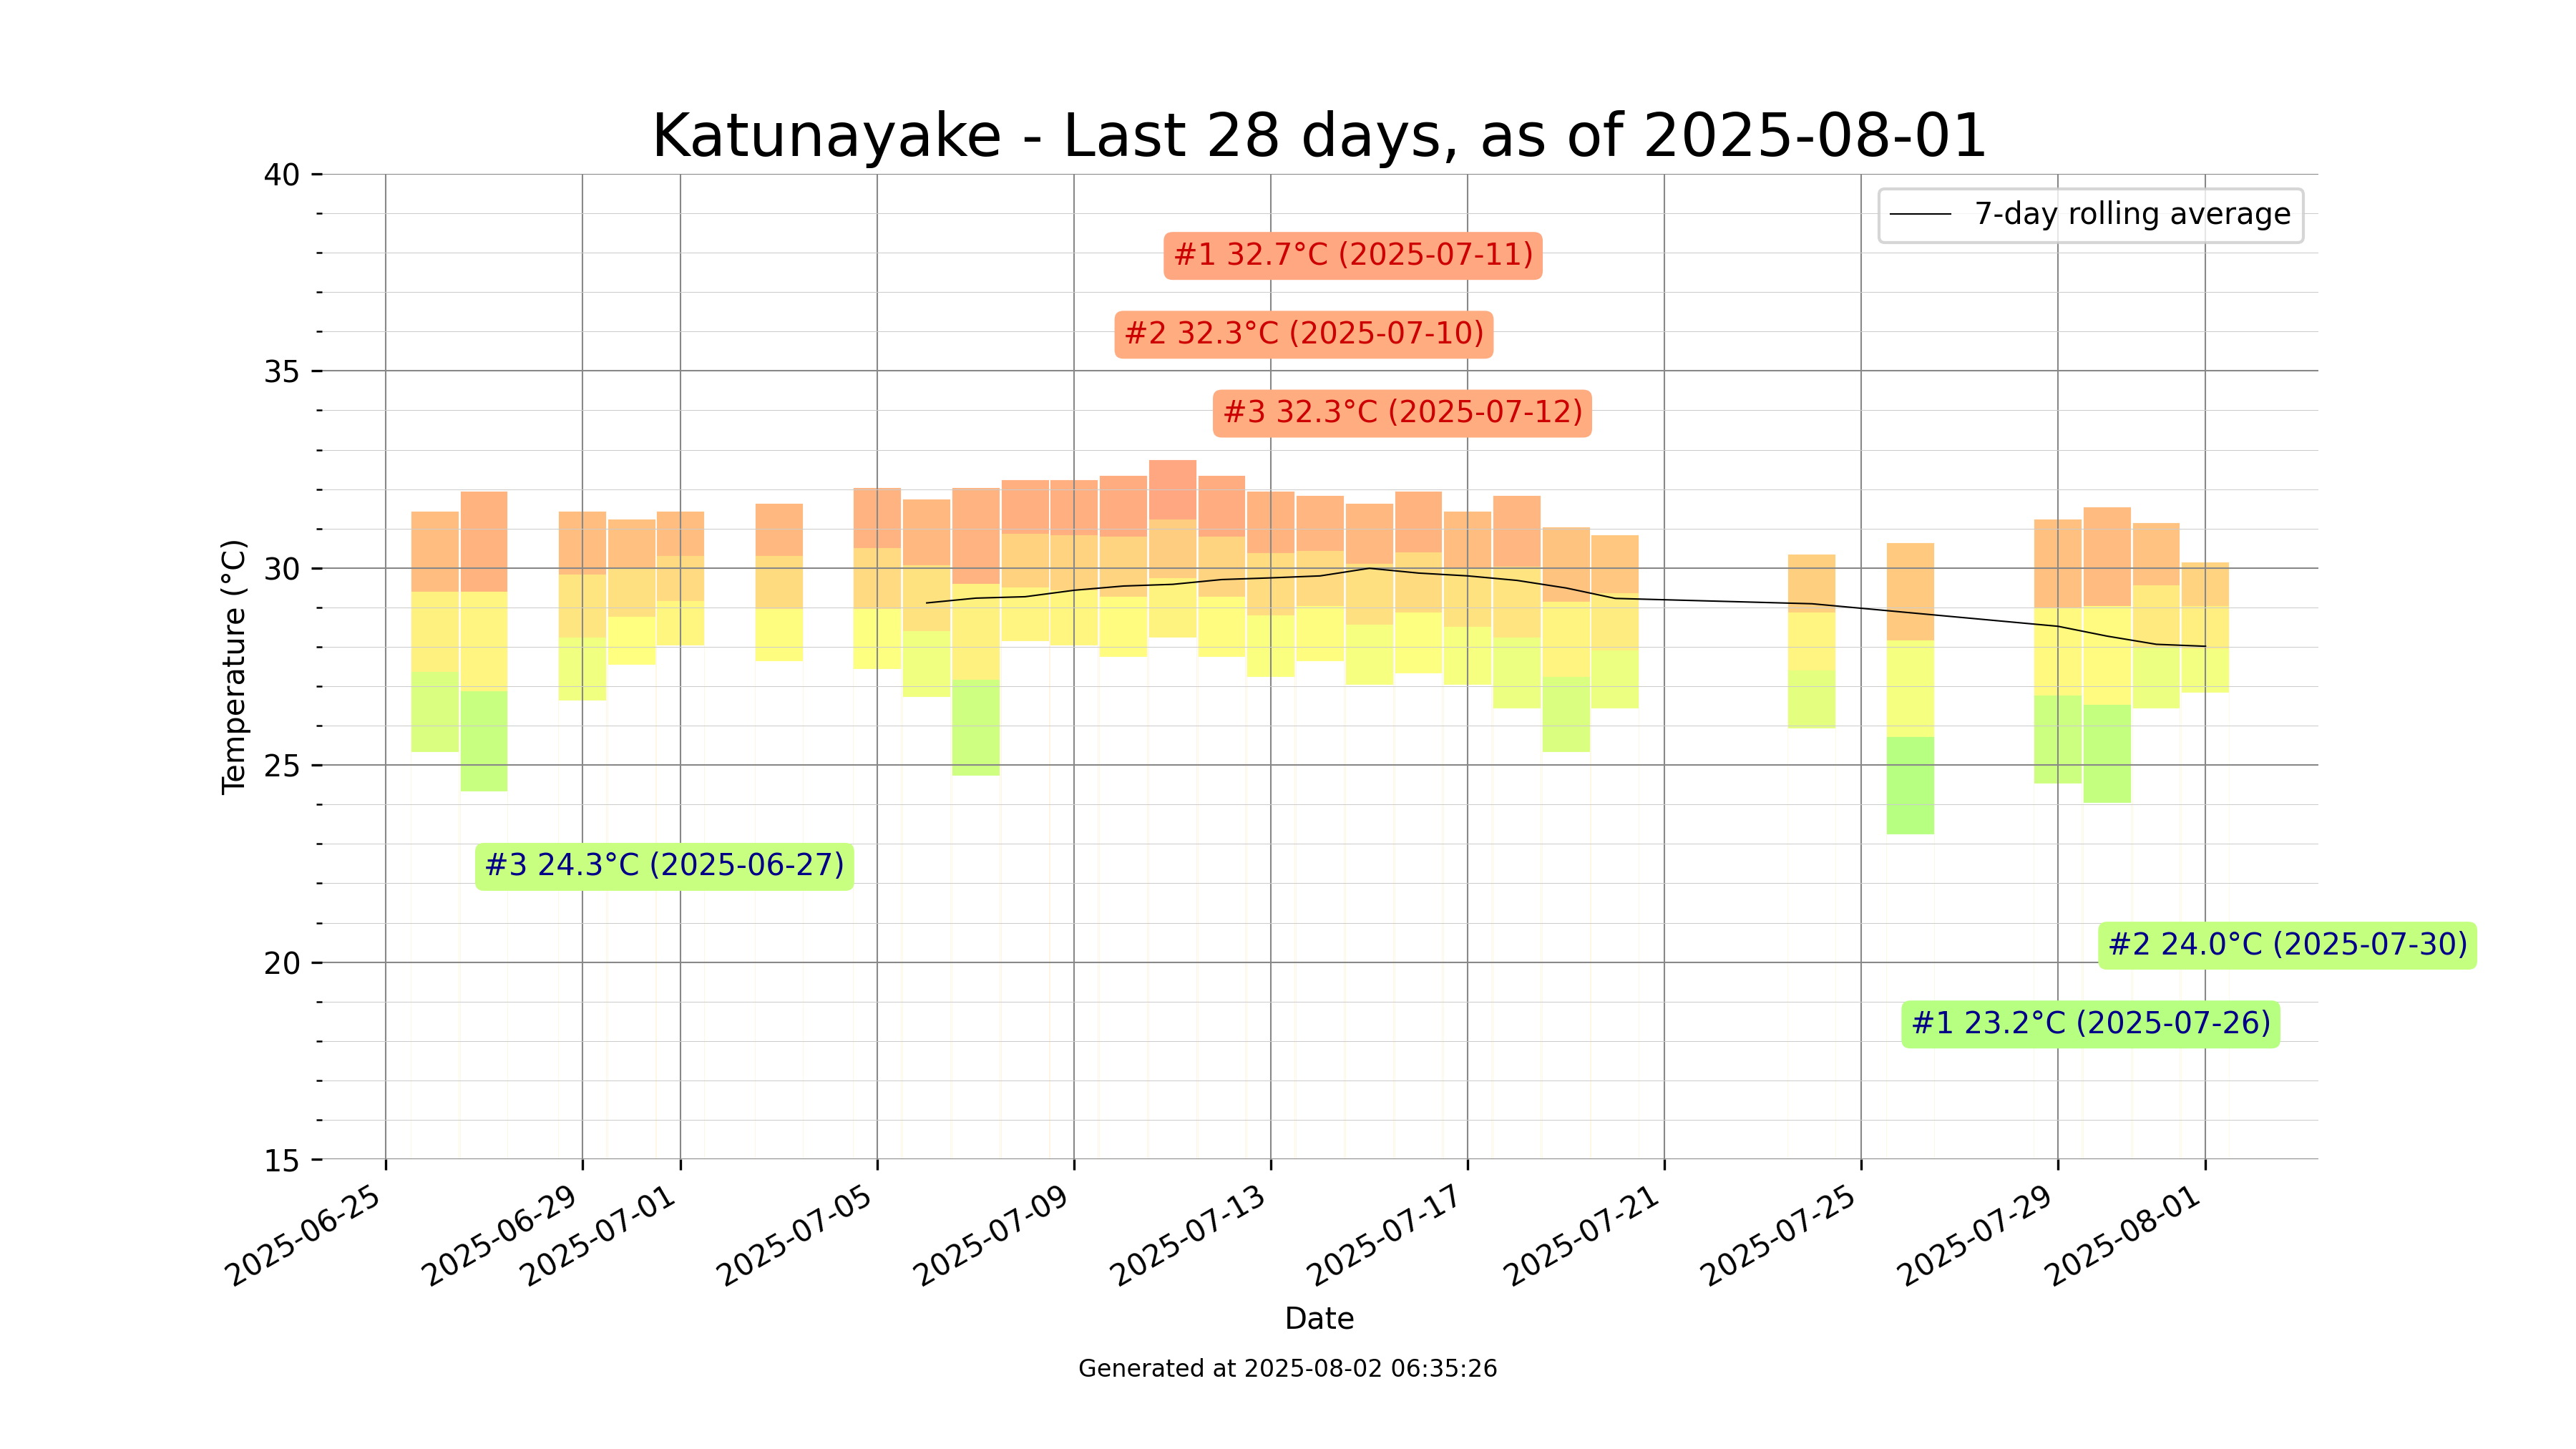 Katunayake - Last 28 days, as of 2025-08-01
7-day rolling average
#1 32.7°C (2025-07-11)
#2 32.3°C (2025-07-10)
#3 32.3°C (2025-07-12)
#3 24.3°C (2025-06-27)
#2 24.0°C (2025-07-30)
#1 23.2°C (2025-07-26)
Temperature (°C)
40
35
30
25
20
15
2025-06-25
2025-06-29
2025-07-01
2025-07-05
2025-07-09
2025-07-13
2025-07-17
2025-07-21
2025-07-25
2025-07-29
2025-08-01
Date
Generated at 2025-08-02 06:35:26